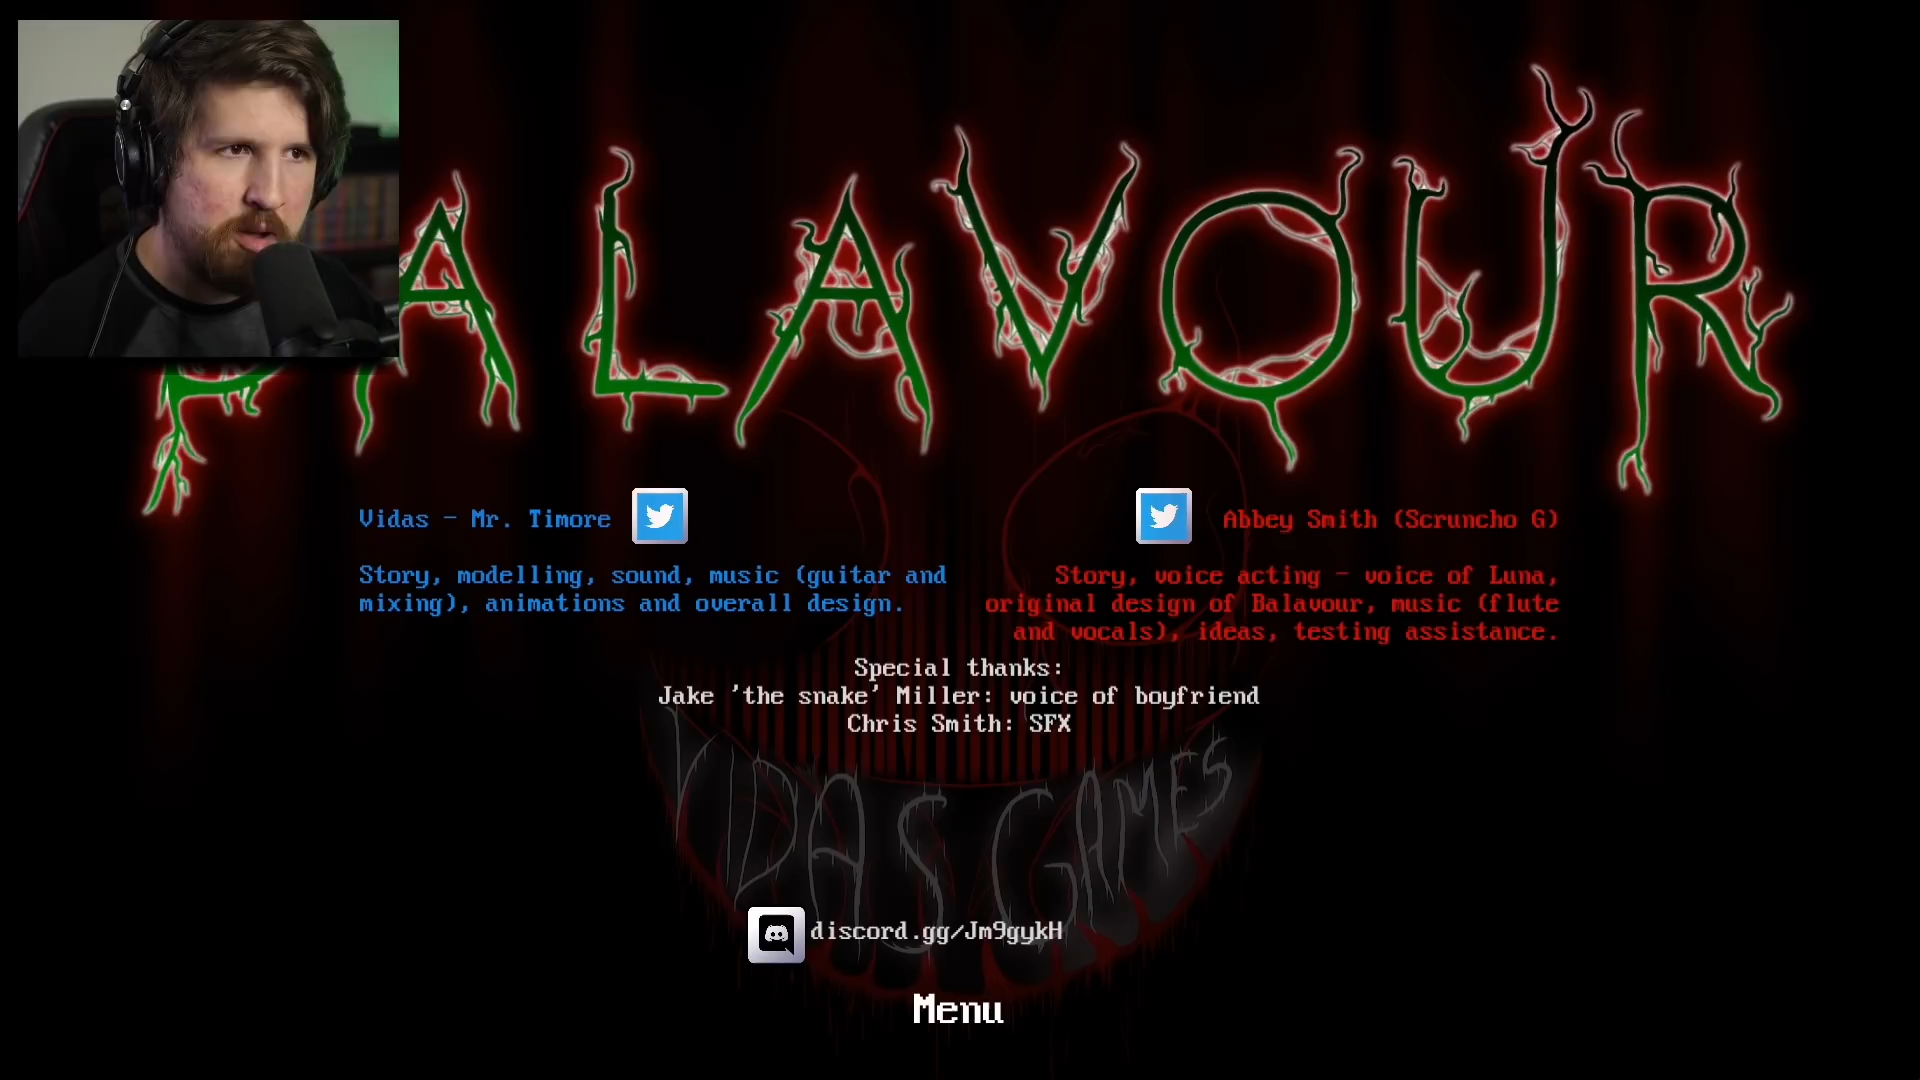 BALAVOUR
Vidas - Mr. Timore
Story, modelling, sound, music (guitar and
mixing), animations and overall design.
Abbey Smith (Scruncho G)
Story, voice acting - voice of Luna,
original design of Balavour, music (flute
and vocals), ideas, testing assistance.
Special thanks:
Jake 'the snake' Miller: voice of boyfriend
Chris Smith: SFX
VIDAS GAMES
discord.gg/Jm9gykH
Menu